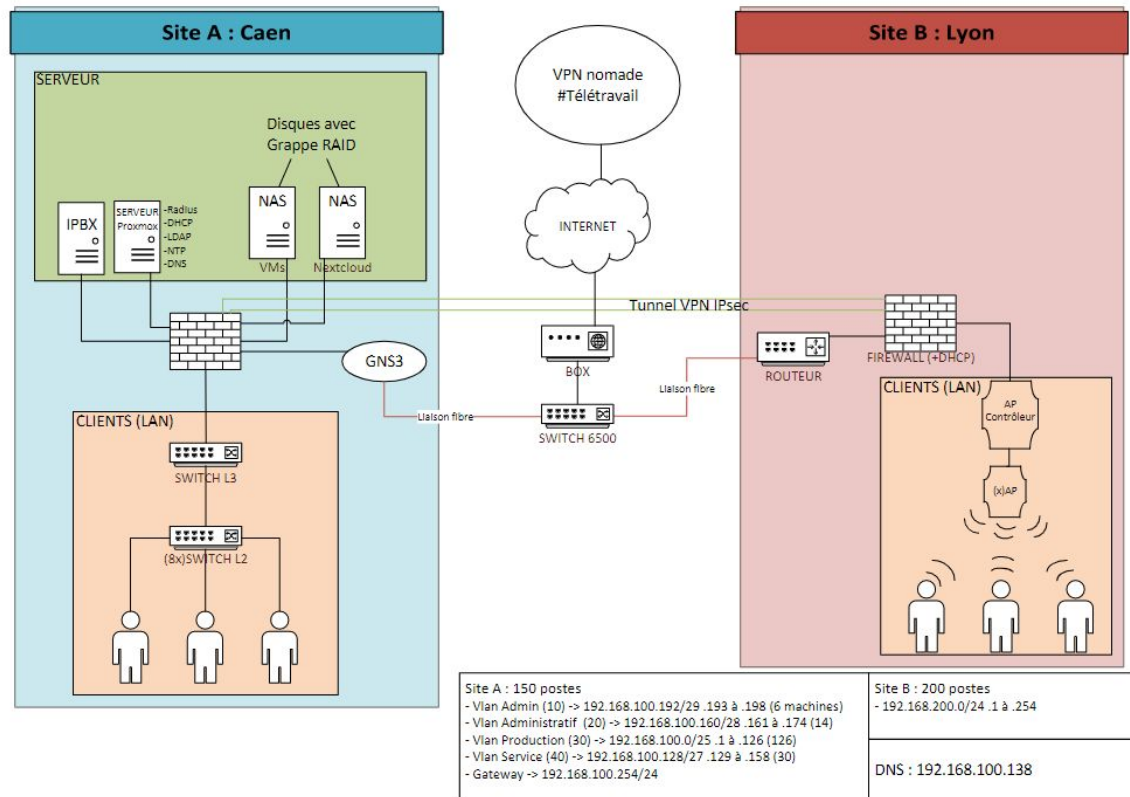 Site A : Caen
SERVEUR
Disques avec
Grappe RAID
IPBX
SERVEUR
Proxmox
-Radius
-DHCP
-LDAP
-NTP
-DNS
NAS
VMs
NAS
Nextcloud
GNS3
CLIENTS (LAN)
SWITCH L3
(8x)SWITCH L2
VPN nomade
#Télétravail
INTERNET
Tunnel VPN IPsec
BOX
Liaison fibre
SWITCH 6500
Liaison fibre
Site B : Lyon
ROUTEUR
FIREWALL (+DHCP)
CLIENTS (LAN)
AP
Contrôleur
(x)AP
Site A : 150 postes
- Vlan Admin (10) -> 192.168.100.192/29 .193 à .198 (6 machines)
- Vlan Administratif (20) -> 192.168.100.160/28 .161 à .174 (14)
- Vlan Production (30) -> 192.168.100.0/25 .1 à .126 (126)
- Vlan Service (40) -> 192.168.100.128/27 .129 à .158 (30)
- Gateway -> 192.168.100.254/24
Site B : 200 postes
- 192.168.200.0/24 .1 à .254
DNS : 192.168.100.138